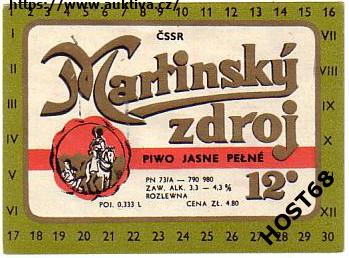 https://www.aukтiva.cz/
1 2 3 4 5 6 7 8 9 10 11 12 13 14 15 16
I VII
II VIII
III IX
IV X
V XI
VI XII
ČSSR
Martinský
zdroj
PIWO JASNE PEŁNÉ
12°
PN 73/A — 790 980
ZAW. ALK. 3.3 — 4,3 %
ROZLEWNA
POJ. 0.333 L CENA ZŁ. 4.80
17 18 19 20 21 22 23 24 25 26 27 28 29 30
HOST68